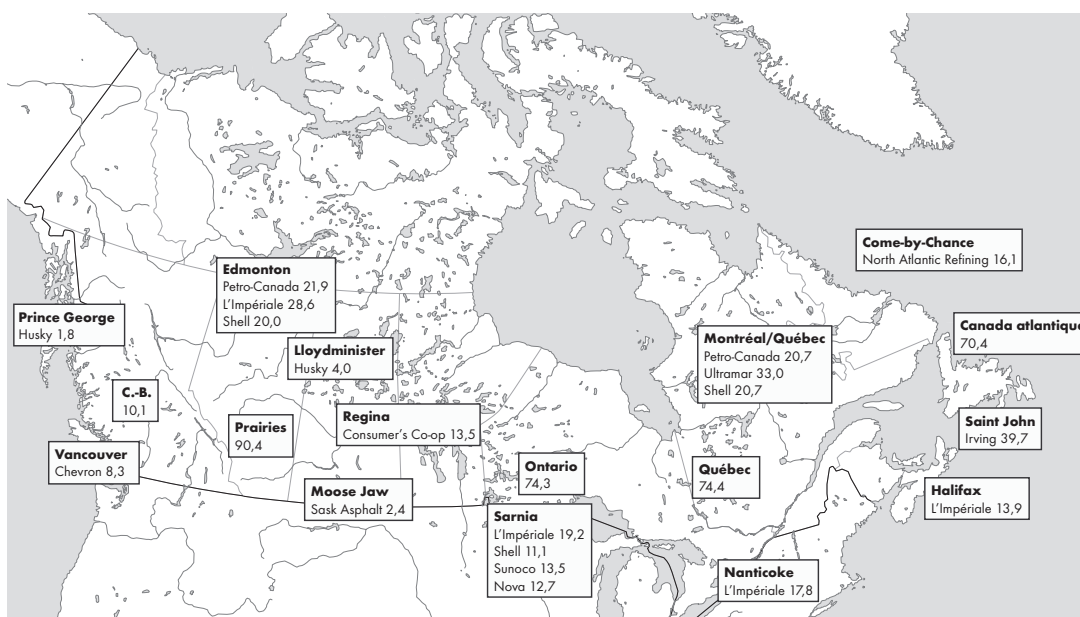 Come-by-Chance
North Atlantic Refining 16,1
Edmonton
Petro-Canada 21,9
L'Impériale 28,6
Shell 20,0
Prince George
Husky 1,8
Canada atlantique
70,4
Montréal/Québec
Petro-Canada 20,7
Ultramar 33,0
Shell 20,7
Lloydminister
Husky 4,0
C.-B.
10,1
Regina
Consumer's Co-op 13,5
Prairies
90,4
Saint John
Irving 39,7
Vancouver
Chevron 8,3
Ontario
74,3
Québec
74,4
Moose Jaw
Sask Asphalt 2,4
Halifax
L'Impériale 13,9
Sarnia
L'Impériale 19,2
Shell 11,1
Sunoco 13,5
Nova 12,7
Nanticoke
L'Impériale 17,8